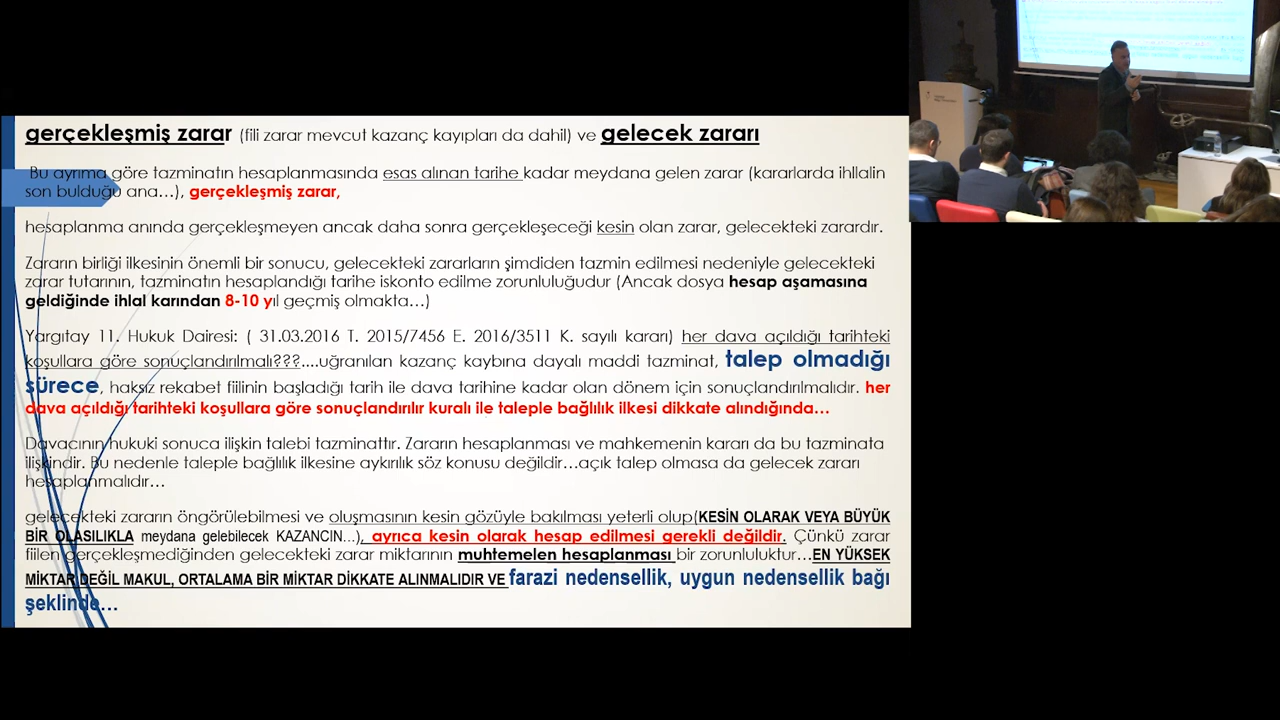 gerçekleşmiş zarar (fiili zarar mevcut kazanç kayıpları da dahil) ve gelecek zararı
Bu ayrıma göre tazminatın hesaplanmasında esas alınan tarihe kadar meydana gelen zarar (kararlarda ihllalin
son bulduğu ana…), gerçekleşmiş zarar,
hesaplanma anında gerçekleşmeyen ancak daha sonra gerçekleşeceği kesin olan zarar, gelecekteki zarardır.
Zararın birliği ilkesinin önemli bir sonucu, gelecekteki zararların şimdiden tazmin edilmesi nedeniyle gelecekteki
zarar tutarının, tazminatın hesaplandığı tarihe iskonto edilme zorunluluğudur (Ancak dosya hesap aşamasına
geldiğinde ihlal karından 8-10 yıl geçmiş olmakta…)
Yargıtay 11. Hukuk Dairesi: ( 31.03.2016 T. 2015/7456 E. 2016/3511 K. sayılı kararı) her dava açıldığı tarihteki
koşullara göre sonuçlandırılmalı???....uğranılan kazanç kaybına dayalı maddi tazminat, talep olmadığı
sürece, haksız rekabet fiilinin başladığı tarih ile dava tarihine kadar olan dönem için sonuçlandırılmalıdır. her
dava açıldığı tarihteki koşullara göre sonuçlandırılır kuralı ile taleple bağlılık ilkesi dikkate alındığında…
Davacının hukuki sonuca ilişkin talebi tazminattır. Zararın hesaplanması ve mahkemenin kararı da bu tazminata
ilişkindir. Bu nedenle taleple bağlılık ilkesine aykırılık söz konusu değildir…açık talep olmasa da gelecek zararı
hesaplanmalıdır…
gelecekteki zararın öngörülebilmesi ve oluşmasının kesin gözüyle bakılması yeterli olup(KESİN OLARAK VEYA BÜYÜK
BİR OLASILIKLA meydana gelebilecek KAZANCIN…), ayrıca kesin olarak hesap edilmesi gerekli değildir. Çünkü zarar
fiilen gerçekleşmediğinden gelecekteki zarar miktarının muhtemelen hesaplanması bir zorunluluktur…EN YÜKSEK
MİKTAR DEĞİL MAKUL, ORTALAMA BİR MİKTAR DİKKATE ALINMALIDIR VE farazi nedensellik, uygun nedensellik bağı
şeklinde…